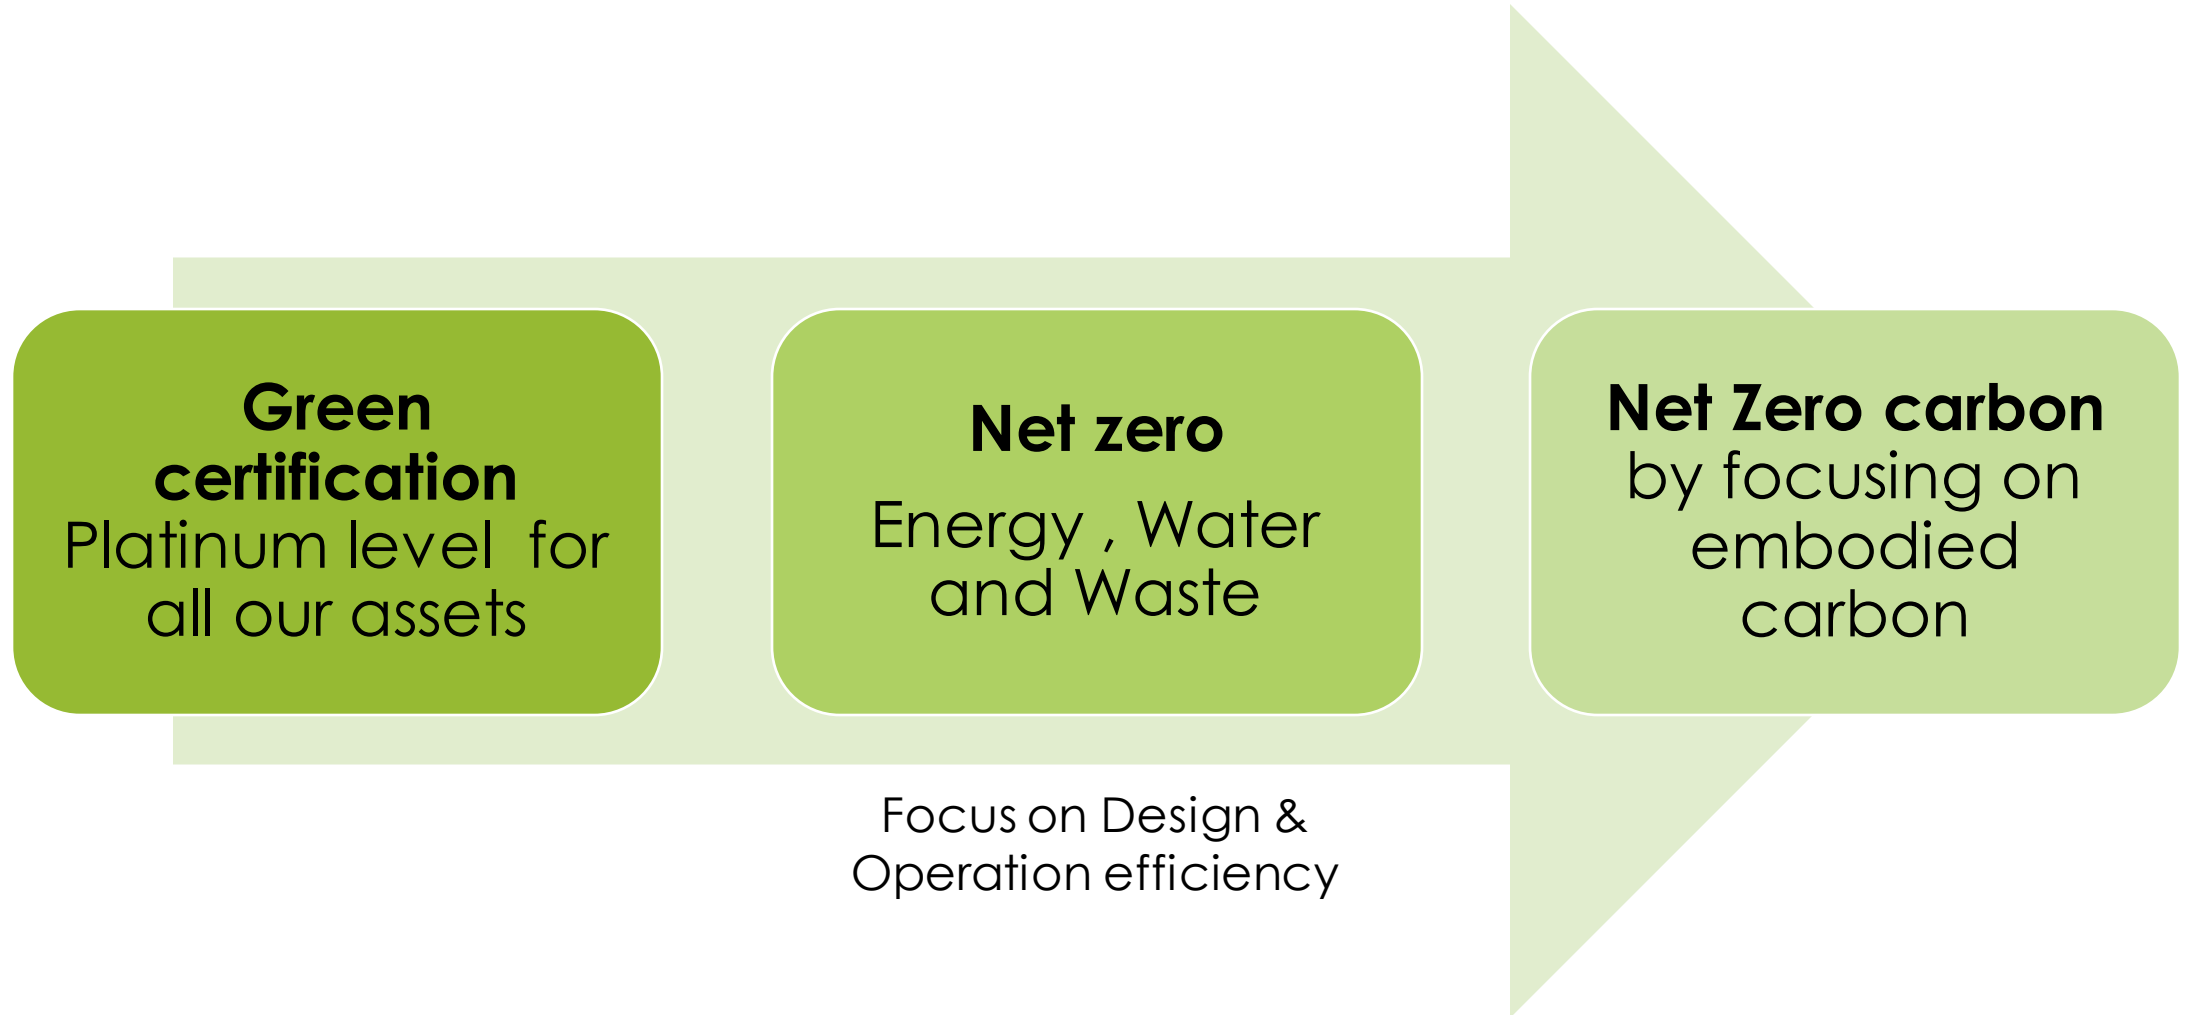 Green
certification
Platinum level  for
all our assets
Net zero
Energy , Water
and Waste
Net Zero carbon
by focusing on
embodied
carbon
Focus on Design &
Operation efficiency